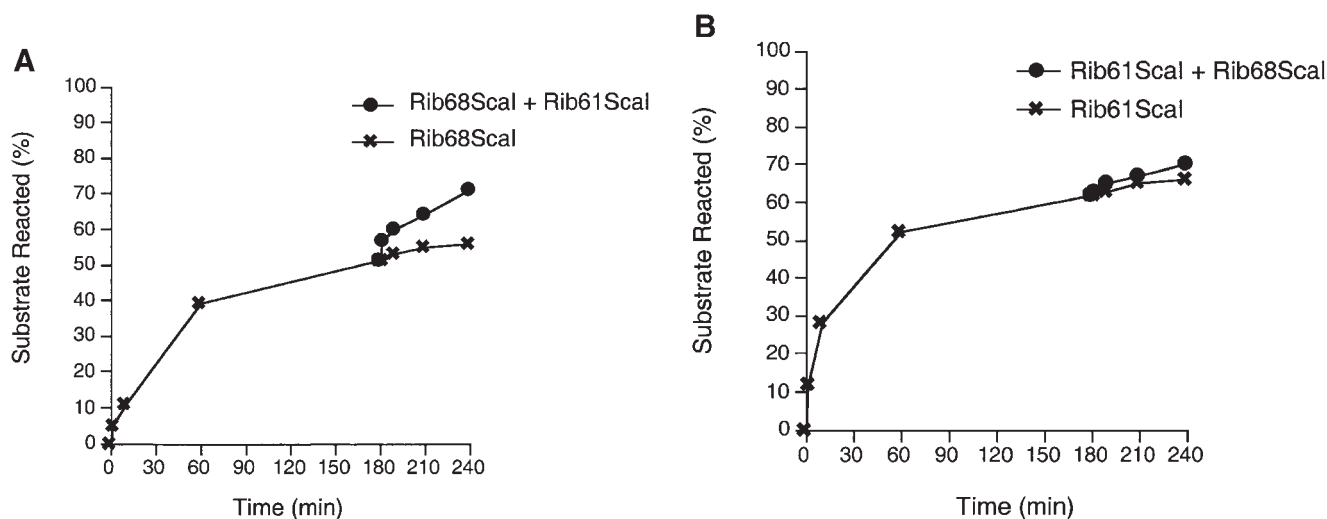 A
Substrate Reacted (%)
100
90
80
70
60
50
40
30
20
10
0
Rib68ScaI + Rib61ScaI
Rib68ScaI
0 30 60 90 120 150 180 210 240
Time (min)
B
Substrate Reacted (%)
100
90
80
70
60
50
40
30
20
10
0
Rib61ScaI + Rib68ScaI
Rib61ScaI
0 30 60 90 120 150 180 210 240
Time (min)